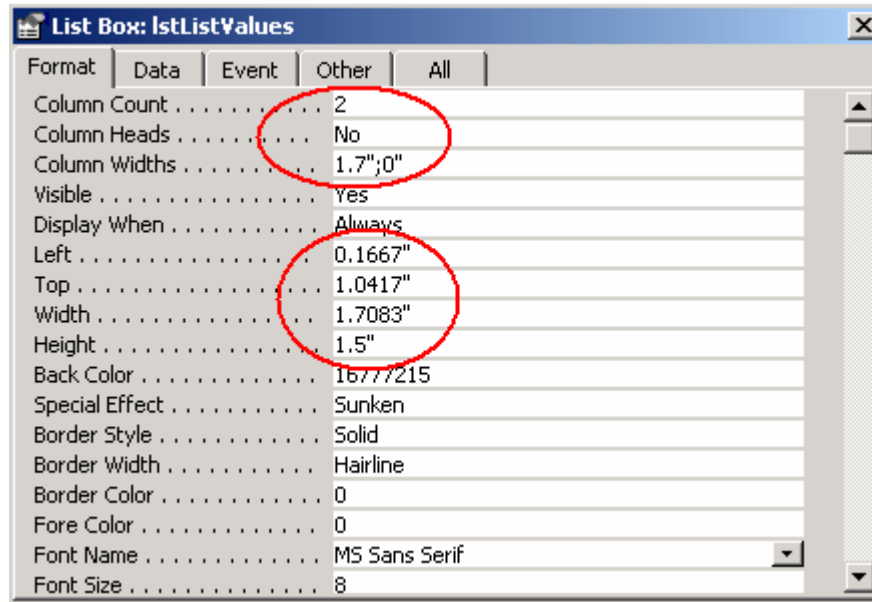 List Box: lstListValues
Format Data Event Other All
Column Count . . . . . . . . . . . 2
Column Heads . . . . . . . . . . No
Column Widths . . . . . . . . . . 1.7";0"
Visible . . . . . . . . . . . . . . . . Yes
Display When . . . . . . . . . . . Always
Left . . . . . . . . . . . . . . . . . 0.1667"
Top . . . . . . . . . . . . . . . . . 1.0417"
Width . . . . . . . . . . . . . . . . 1.7083"
Height . . . . . . . . . . . . . . . . 1.5"
Back Color . . . . . . . . . . . . . 16777215
Special Effect . . . . . . . . . . . Sunken
Border Style . . . . . . . . . . . . Solid
Border Width . . . . . . . . . . . Hairline
Border Color . . . . . . . . . . . . 0
Fore Color . . . . . . . . . . . . . 0
Font Name . . . . . . . . . . . . . MS Sans Serif
Font Size . . . . . . . . . . . . . . 8